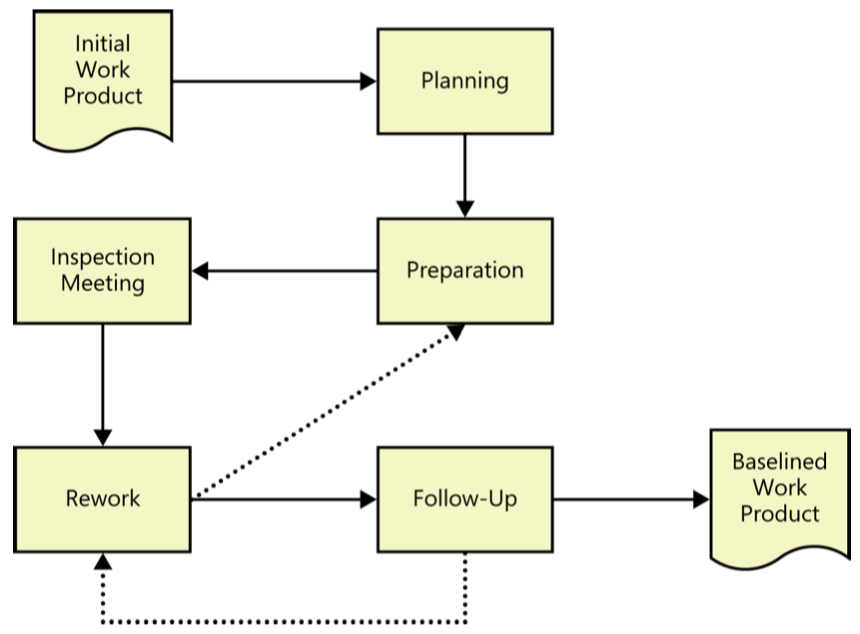 Initial
Work
Product
Planning
Inspection
Meeting
Preparation
Rework
Follow-Up
Baselined
Work
Product